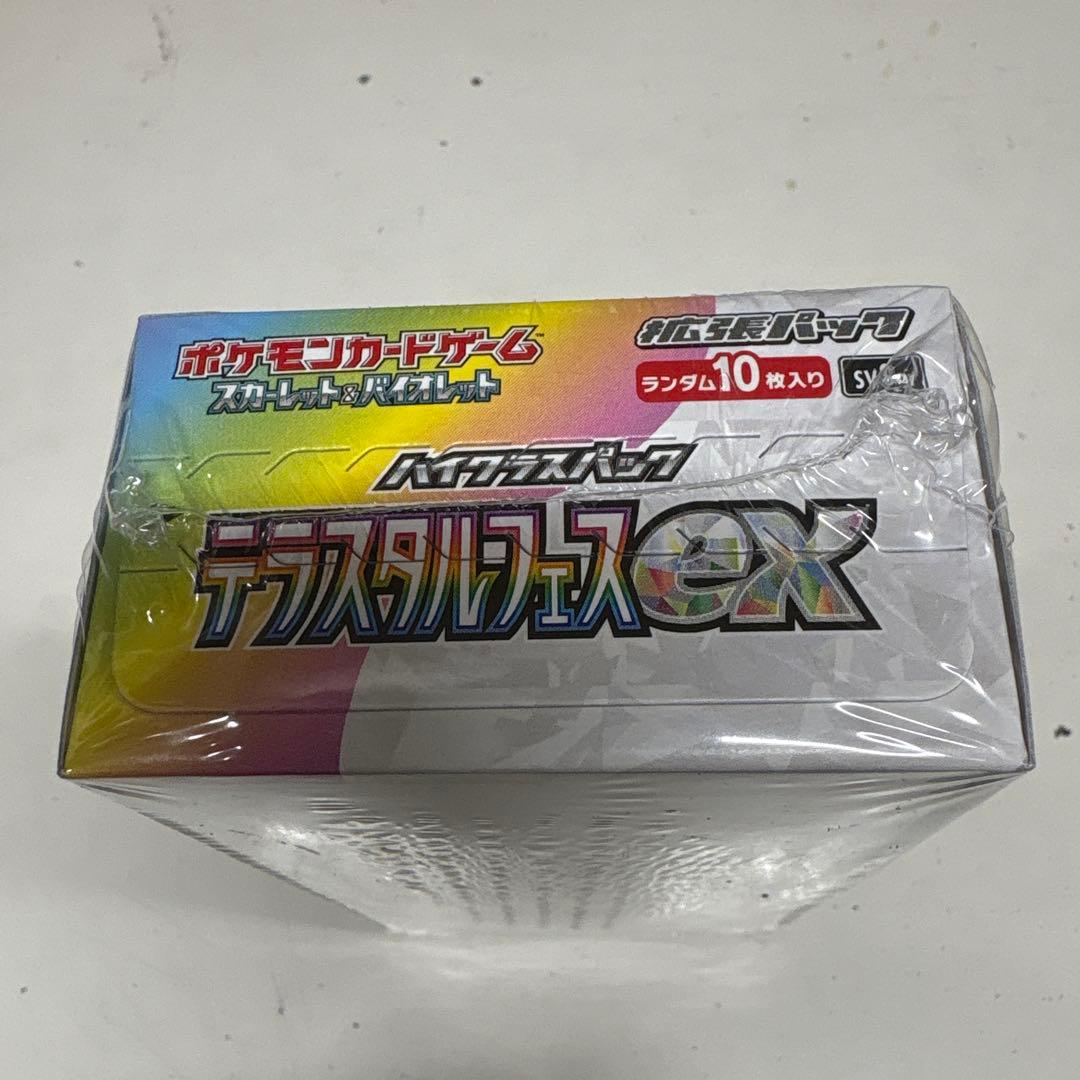 ポケモンカードゲーム™
スカーレット&バイオレット
拡張パック
ランダム10枚入り
ハイクラスパック
テラスタルフェスex